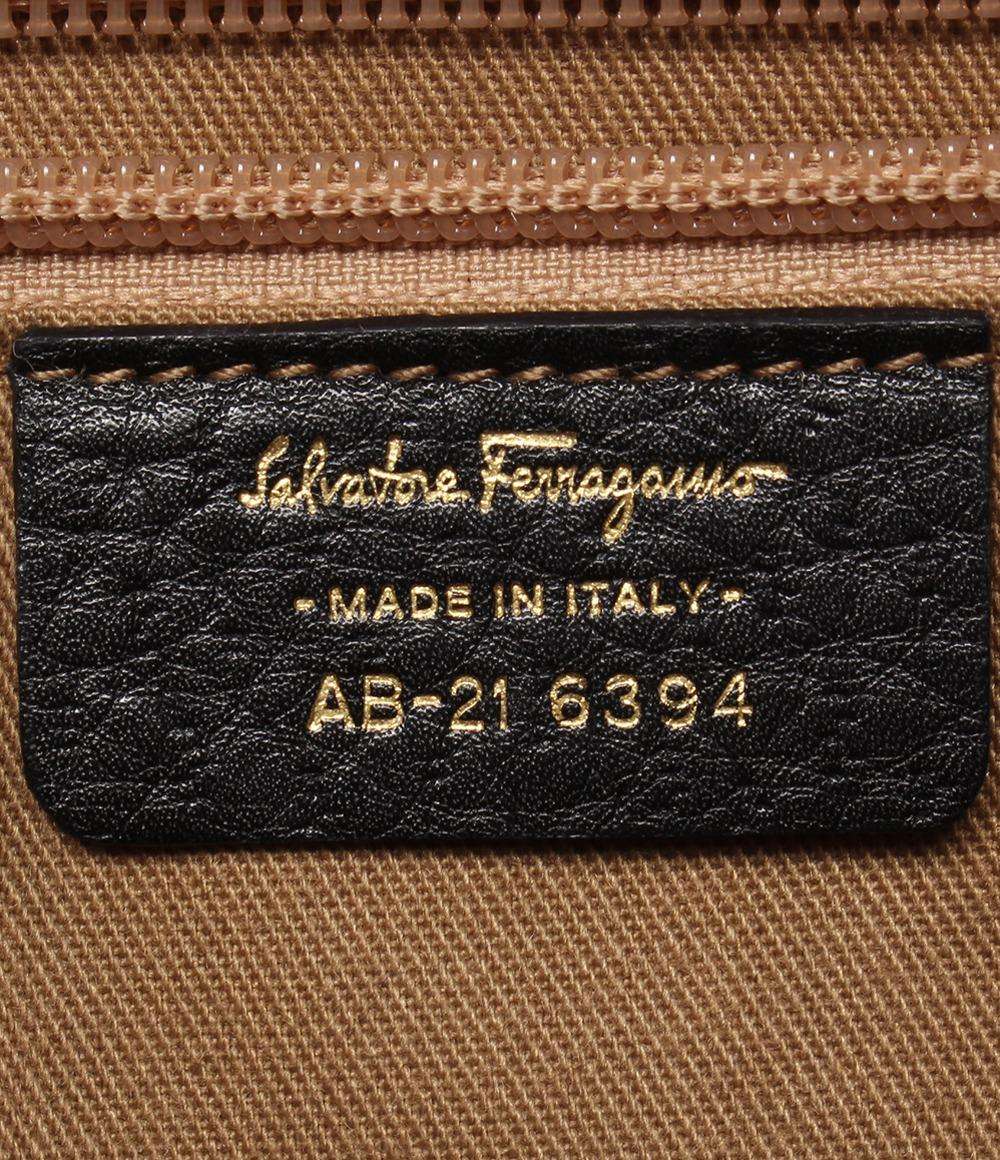 Salvatore Ferragamo
-MADE IN ITALY-
AB-21 6394